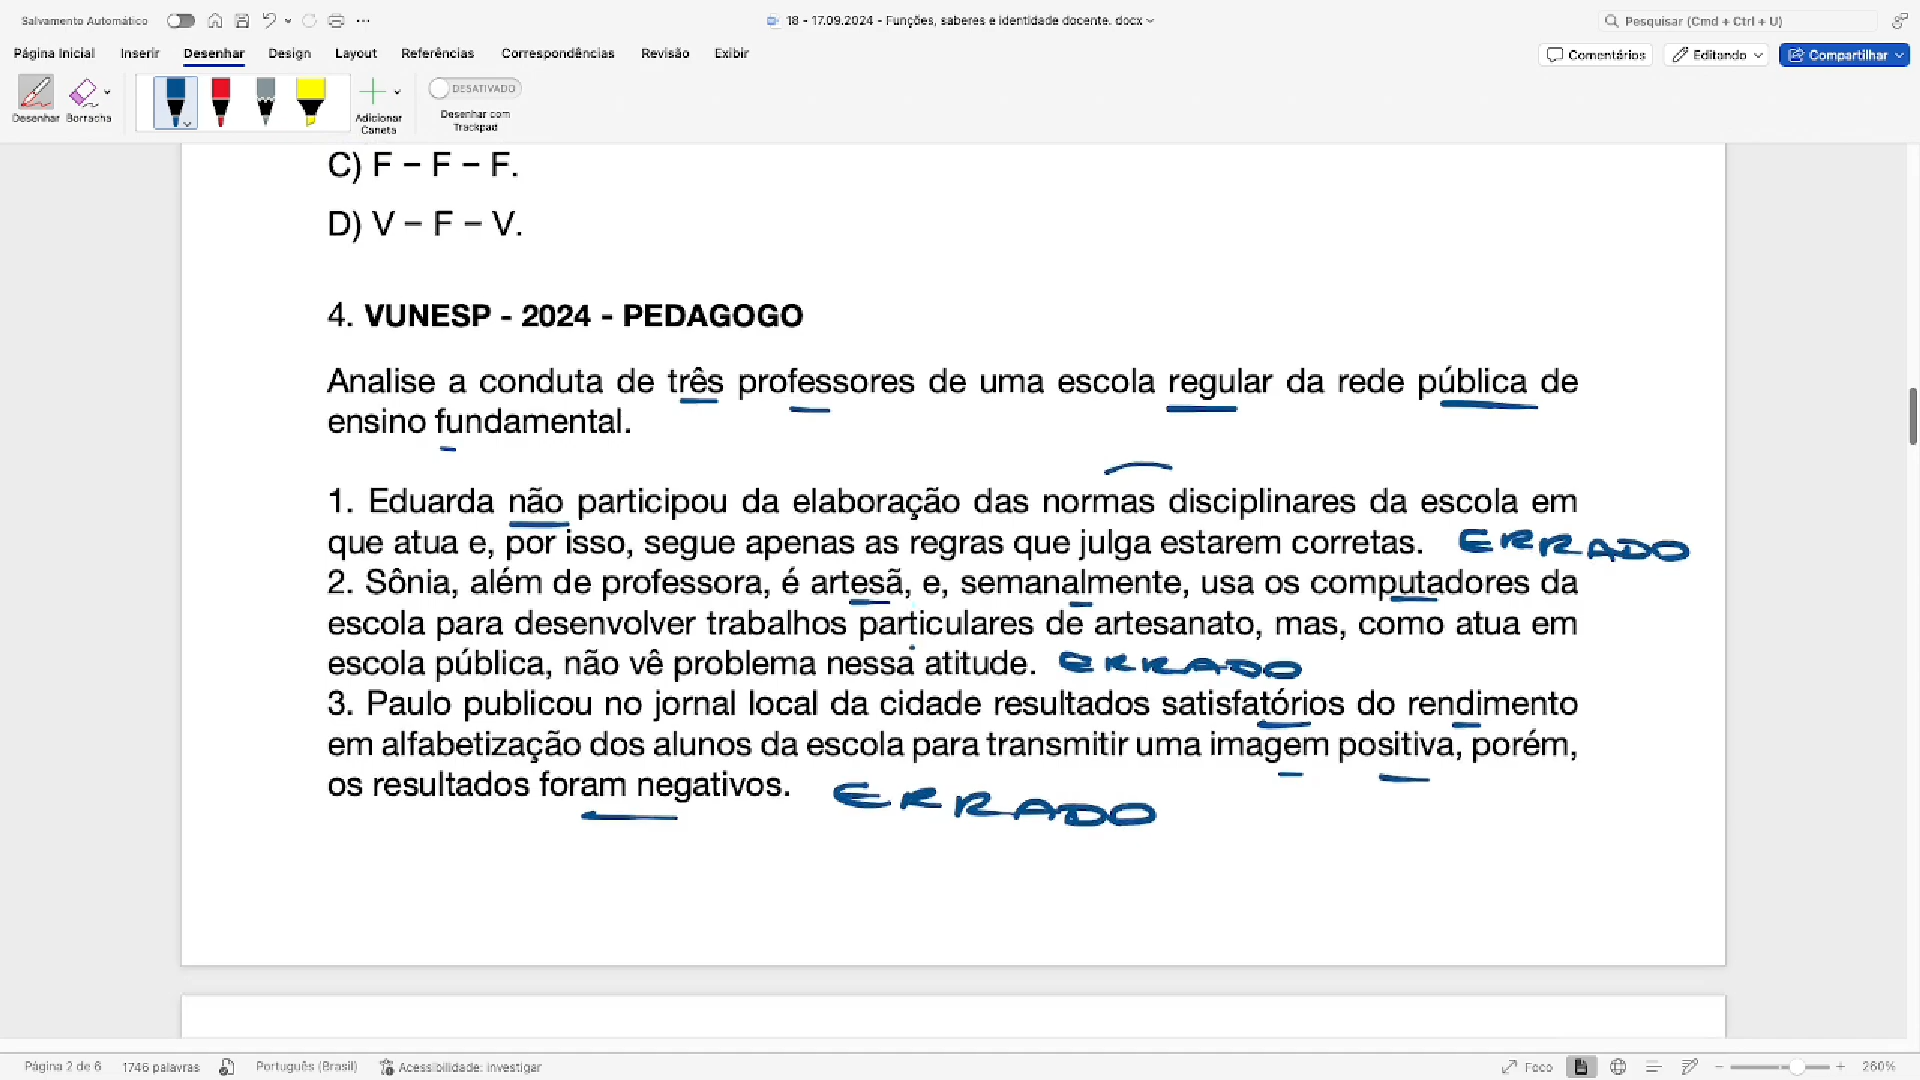 Salvamento Automático
18 - 17.09.2024 - Funções, saberes e identidade docente. docx
Pesquisar (Cmd + Ctrl + U)
Página Inicial Inserir Desenhar Design Layout Referências Correspondências Revisão Exibir
Comentários Editando Compartilhar
DESATIVADO
Desenhar Borracha
Adicionar Caneta
Desenhar com Trackpad
C) F – F – F.
D) V – F – V.
4. VUNESP - 2024 - PEDAGOGO
Analise a conduta de três professores de uma escola regular da rede pública de
ensino fundamental.
1. Eduarda não participou da elaboração das normas disciplinares da escola em
que atua e, por isso, segue apenas as regras que julga estarem corretas. ERRADO
2. Sônia, além de professora, é artesã, e, semanalmente, usa os computadores da
escola para desenvolver trabalhos particulares de artesanato, mas, como atua em
escola pública, não vê problema nessa atitude. ERRADO
3. Paulo publicou no jornal local da cidade resultados satisfatórios do rendimento
em alfabetização dos alunos da escola para transmitir uma imagem positiva, porém,
os resultados foram negativos. ERRADO
Página 2 de 6 1746 palavras Português (Brasil) Acessibilidade: investigar Foco 260%